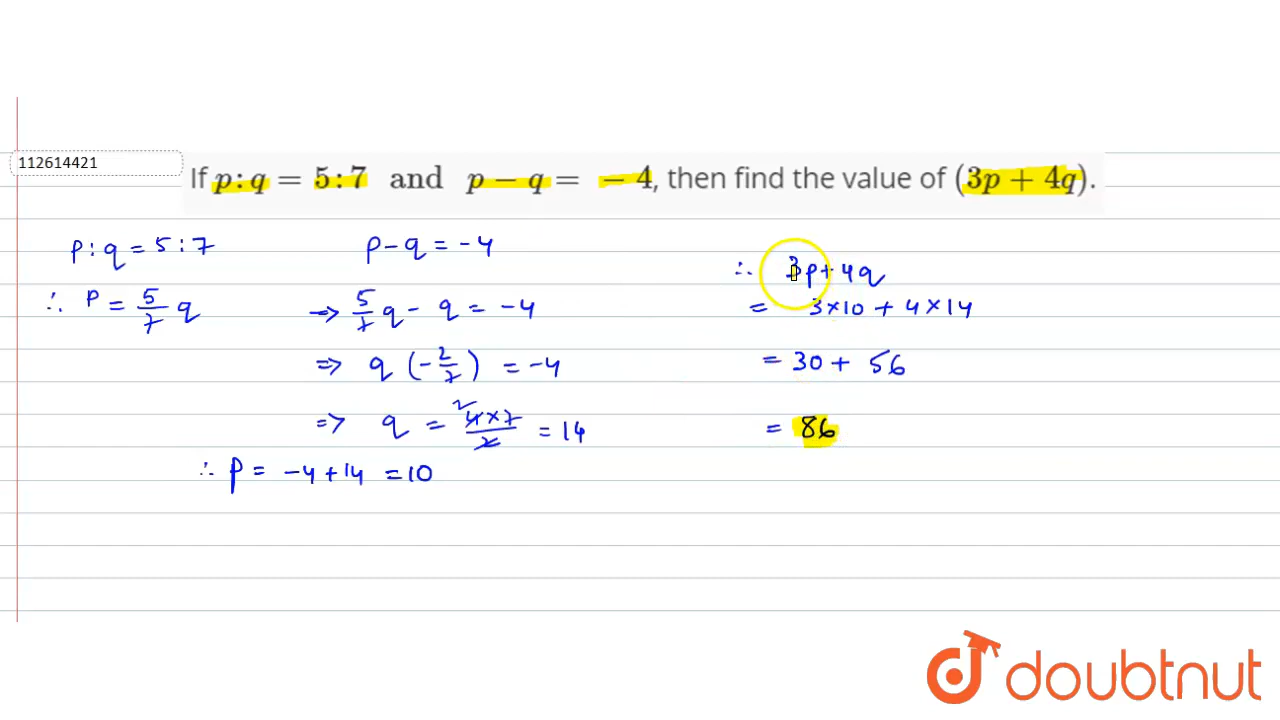 112614421
If p : q = 5 : 7 and p − q = − 4, then find the value of (3p + 4q).
p : q = 5 : 7
∴ p = 5/7 q
p - q = -4
→ 5/7 q - q = -4
⇒ q (-2/7) = -4
⇒ q = 2 4×7/2 = 14
∴ p = -4 + 14 = 10
∴ 3p + 4q
= 3×10 + 4×14
= 30 + 56
= 86
doubtnut